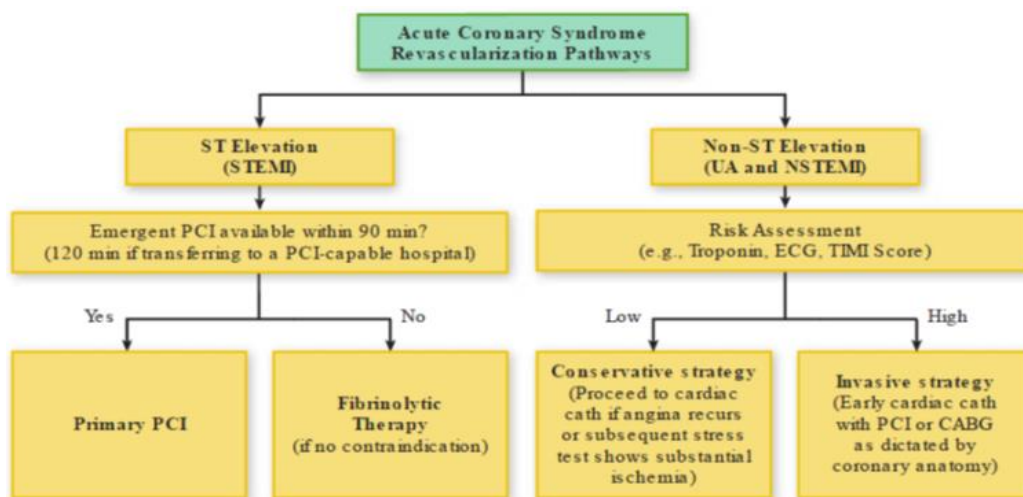 Acute Coronary Syndrome
Revascularization Pathways
ST Elevation
(STEMI)
Non-ST Elevation
(UA and NSTEMI)
Emergent PCI available within 90 min?
(120 min if transferring to a PCI-capable hospital)
Risk Assessment
(e.g., Troponin, ECG, TIMI Score)
Yes
No
Low
High
Primary PCI
Fibrinolytic
Therapy
(if no contraindication)
Conservative strategy
(Proceed to cardiac
cath if angina recurs
or subsequent stress
test shows substantial
ischemia)
Invasive strategy
(Early cardiac cath
with PCI or CABG
as dictated by
coronary anatomy)